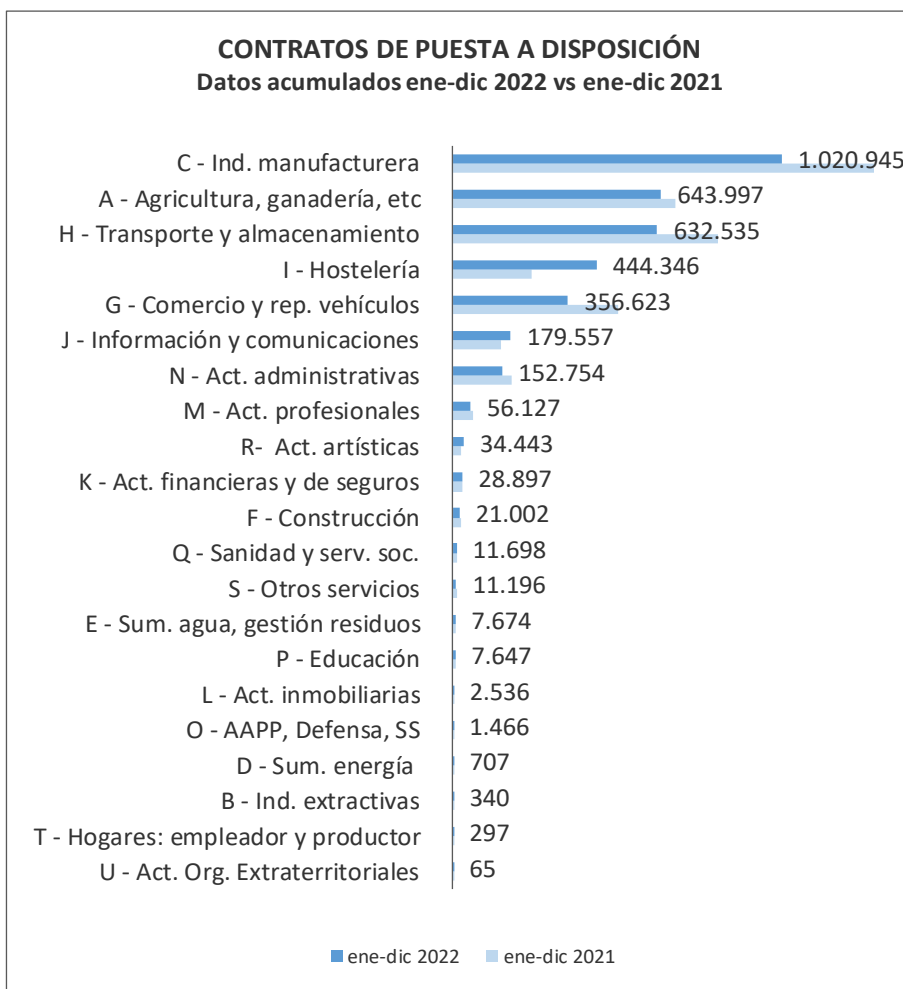 CONTRATOS DE PUESTA A DISPOSICIÓN
Datos acumulados ene-dic 2022 vs ene-dic 2021
C - Ind. manufacturera 1.020.945
A - Agricultura, ganadería, etc 643.997
H - Transporte y almacenamiento 632.535
I - Hostelería 444.346
G - Comercio y rep. vehículos 356.623
J - Información y comunicaciones 179.557
N - Act. administrativas 152.754
M - Act. profesionales 56.127
R- Act. artísticas 34.443
K - Act. financieras y de seguros 28.897
F - Construcción 21.002
Q - Sanidad y serv. soc. 11.698
S - Otros servicios 11.196
E - Sum. agua, gestión residuos 7.674
P - Educación 7.647
L - Act. inmobiliarias 2.536
O - AAPP, Defensa, SS 1.466
D - Sum. energía 707
B - Ind. extractivas 340
T - Hogares: empleador y productor 297
U - Act. Org. Extraterritoriales 65
ene-dic 2022 ene-dic 2021